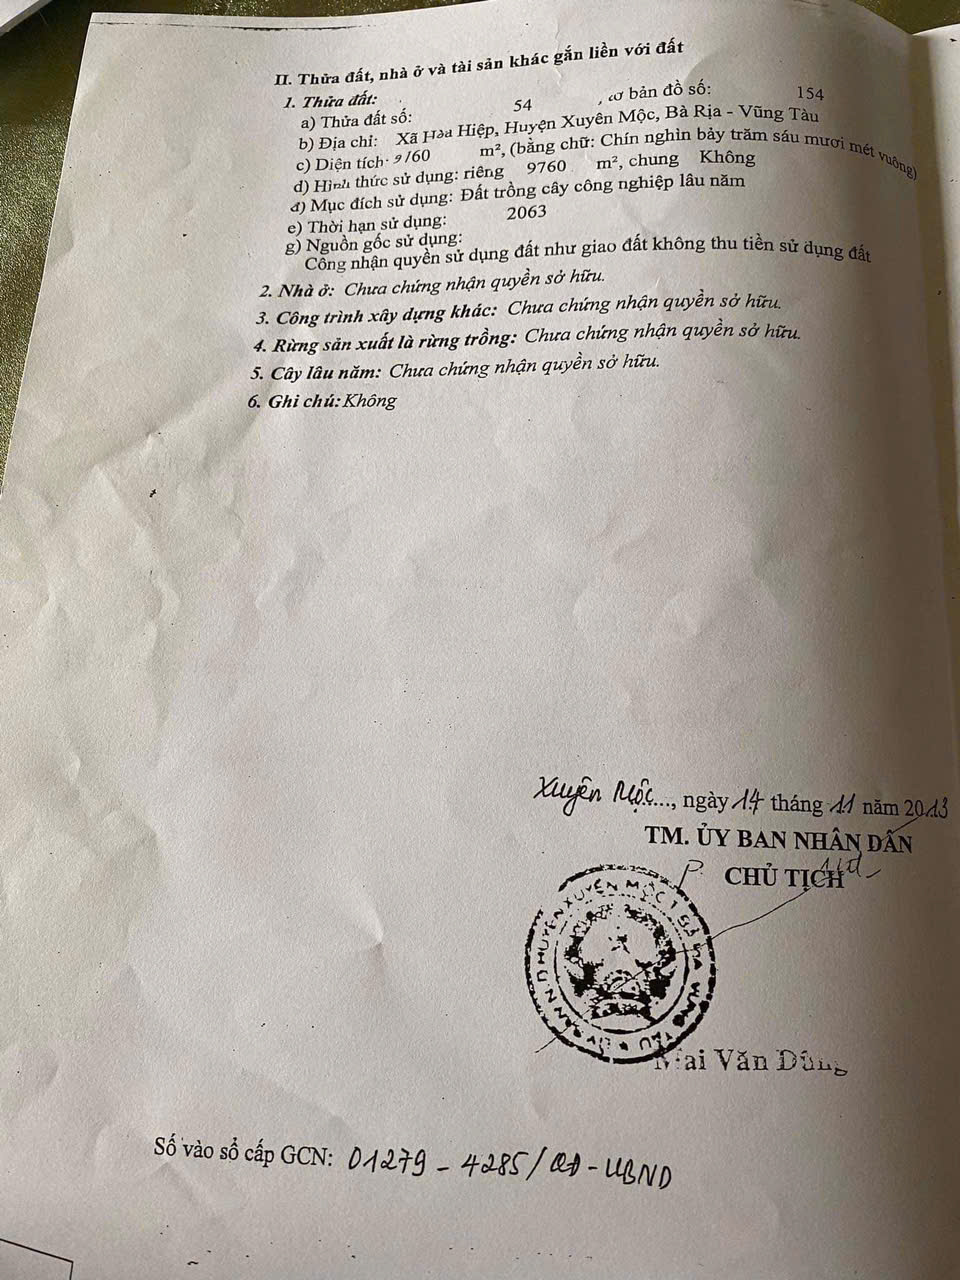 II. Thửa đất, nhà ở và tài sản khác gắn liền với đất
1. Thửa đất:
a) Thửa đất số: 54 tờ bản đồ số: 154
b) Địa chỉ: Xã Hòa Hiệp, Huyện Xuyên Mộc, Bà Rịa - Vũng Tàu
c) Diện tích: 9760 m², (bằng chữ: Chín nghìn bảy trăm sáu mươi mét vuông)
d) Hình thức sử dụng: riêng 9760 m², chung Không
đ) Mục đích sử dụng: Đất trồng cây công nghiệp lâu năm
e) Thời hạn sử dụng: 2063
g) Nguồn gốc sử dụng:
Công nhận quyền sử dụng đất như giao đất không thu tiền sử dụng đất
2. Nhà ở: Chưa chứng nhận quyền sở hữu.
3. Công trình xây dựng khác: Chưa chứng nhận quyền sở hữu.
4. Rừng sản xuất là rừng trồng: Chưa chứng nhận quyền sở hữu.
5. Cây lâu năm: Chưa chứng nhận quyền sở hữu.
6. Ghi chú: Không
Xuyên Mộc..., ngày 14 tháng 11 năm 2013
TM. ỦY BAN NHÂN DÂN
P. CHỦ TỊCH
HUYỆN XUYÊN MỘC T. BÀ RỊA VŨNG TÀU
Mai Văn Dũng
Số vào sổ cấp GCN: 01279 - 4285/QĐ-UBND